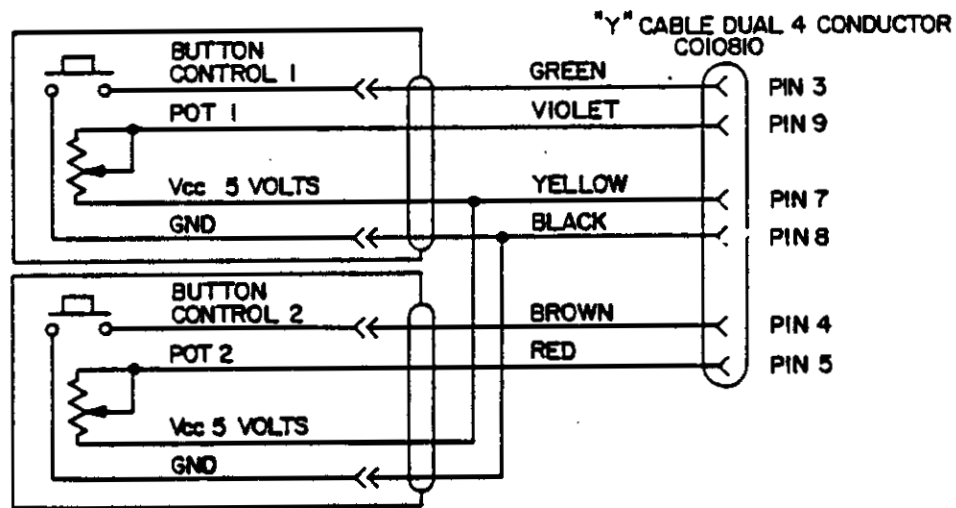 "Y" CABLE DUAL 4 CONDUCTOR
CO10810
BUTTON
CONTROL 1
GREEN
PIN 3
POT 1
VIOLET
PIN 9
Vcc 5 VOLTS
YELLOW
PIN 7
GND
BLACK
PIN 8
BUTTON
CONTROL 2
BROWN
PIN 4
POT 2
RED
PIN 5
Vcc 5 VOLTS
GND